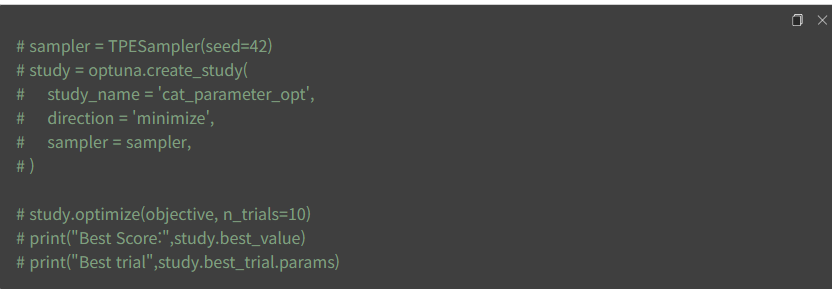 # sampler = TPESampler(seed=42)
# study = optuna.create_study(
#     study_name = 'cat_parameter_opt',
#     direction = 'minimize',
#     sampler = sampler,
# )
# study.optimize(objective, n_trials=10)
# print("Best Score:",study.best_value)
# print("Best trial",study.best_trial.params)